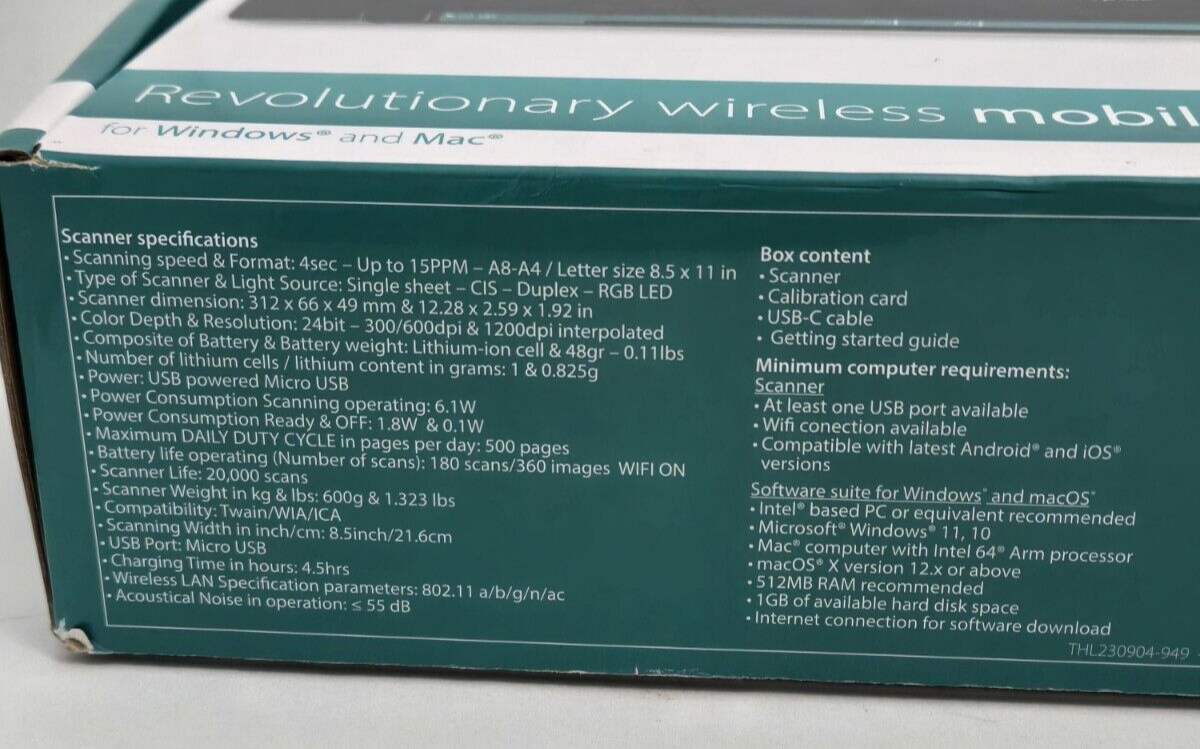 Revolutionary wireless mobil
for Windows® and Mac®
Scanner specifications
• Scanning speed & Format: 4sec – Up to 15PPM – A8-A4 / Letter size 8.5 x 11 in
• Type of Scanner & Light Source: Single sheet – CIS – Duplex – RGB LED
• Scanner dimension: 312 x 66 x 49 mm & 12.28 x 2.59 x 1.92 in
• Color Depth & Resolution: 24bit – 300/600dpi & 1200dpi interpolated
• Composite of Battery & Battery weight: Lithium-ion cell & 48gr – 0.11lbs
• Number of lithium cells / lithium content in grams: 1 & 0.825g
• Power: USB powered Micro USB
• Power Consumption Scanning operating: 6.1W
• Power Consumption Ready & OFF: 1.8W & 0.1W
• Maximum DAILY DUTY CYCLE in pages per day: 500 pages
• Battery life operating (Number of scans): 180 scans/360 images WIFI ON
• Scanner Life: 20,000 scans
• Scanner Weight in kg & lbs: 600g & 1.323 lbs
• Compatibility: Twain/WIA/ICA
• Scanning Width in inch/cm: 8.5inch/21.6cm
• USB Port: Micro USB
• Charging Time in hours: 4.5hrs
• Wireless LAN Specification parameters: 802.11 a/b/g/n/ac
• Acoustical Noise in operation: ≤ 55 dB
Box content
• Scanner
• Calibration card
• USB-C cable
• Getting started guide
Minimum computer requirements:
Scanner
• At least one USB port available
• Wifi conection available
• Compatible with latest Android® and iOS®
versions
Software suite for Windows® and macOS®
• Intel® based PC or equivalent recommended
• Microsoft® Windows® 11, 10
• Mac® computer with Intel 64® Arm processor
• macOS® X version 12.x or above
• 512MB RAM recommended
• 1GB of available hard disk space
• Internet connection for software download
THL230904-949